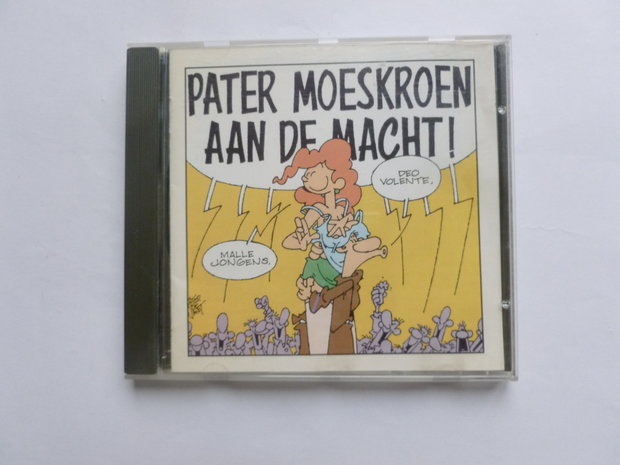 PATER MOESKROEN
AAN DE MACHT!
DEO
VOLENTE,
MALLE
JONGENS,